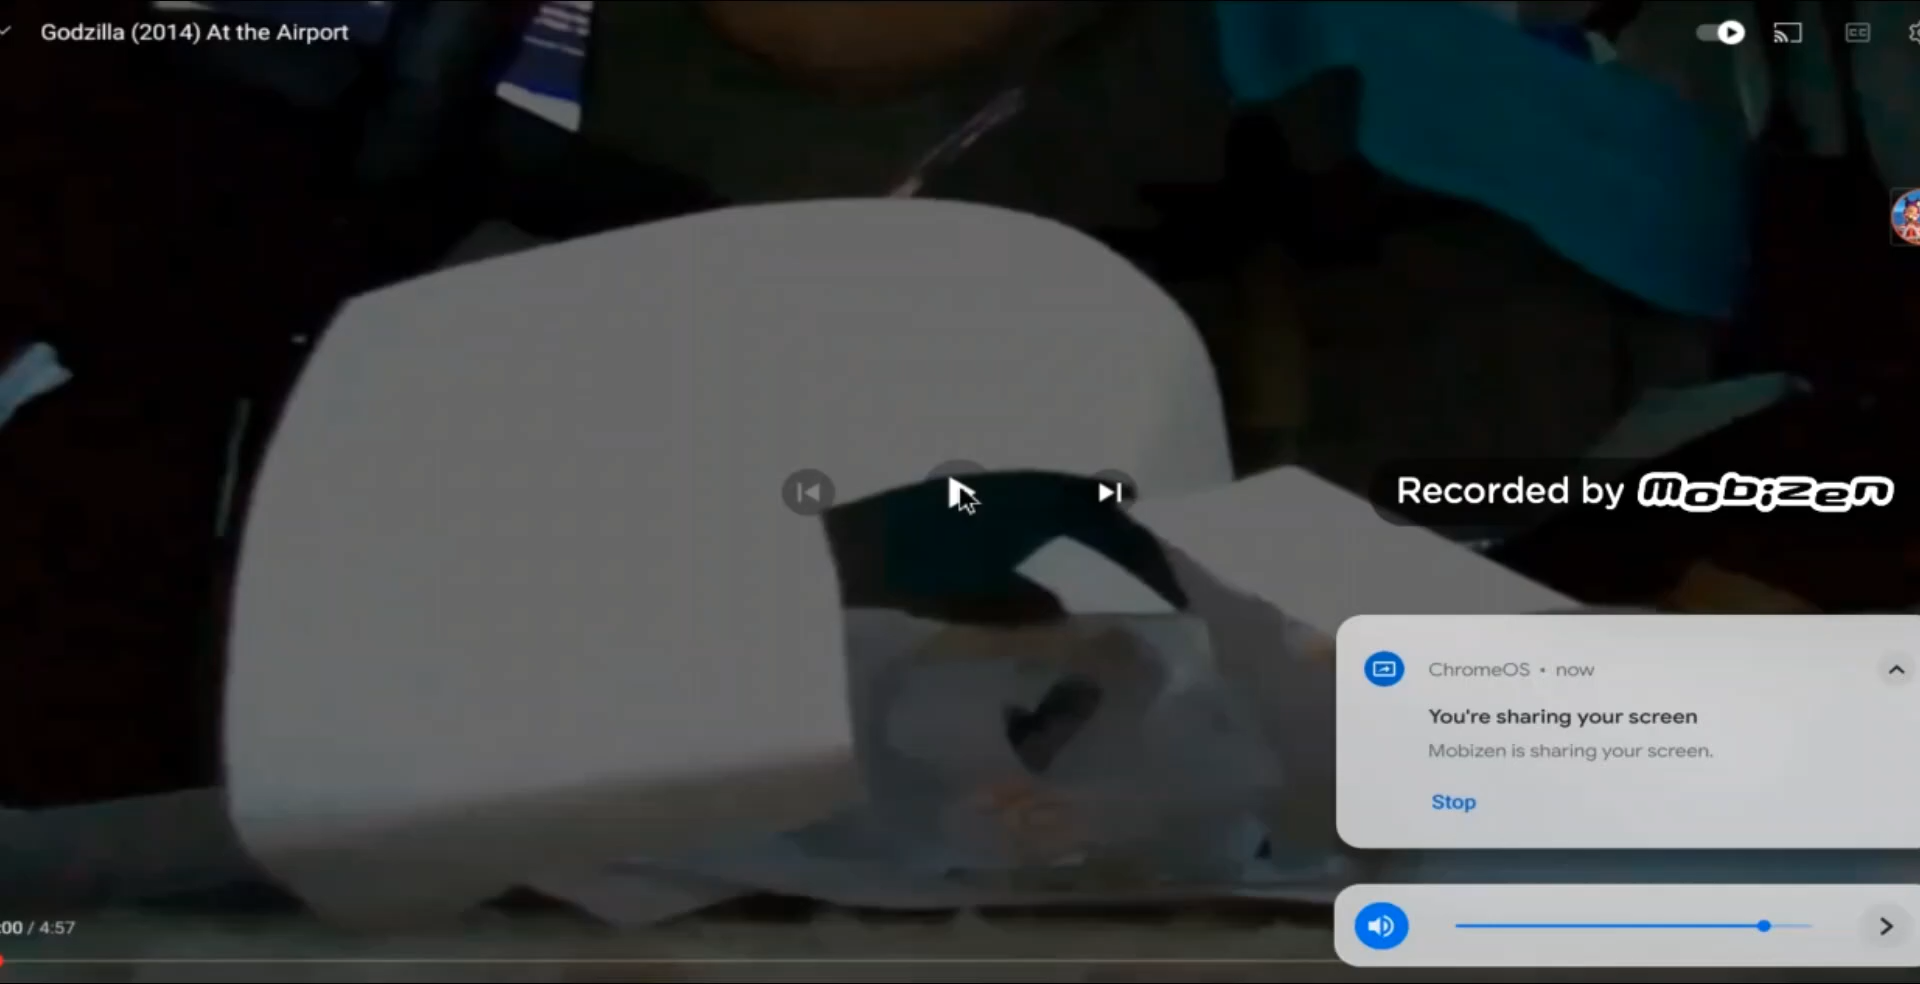 Godzilla (2014) At the Airport
CC
Recorded by mobizen
ChromeOS • now
You're sharing your screen
Mobizen is sharing your screen.
Stop
:00 / 4:57